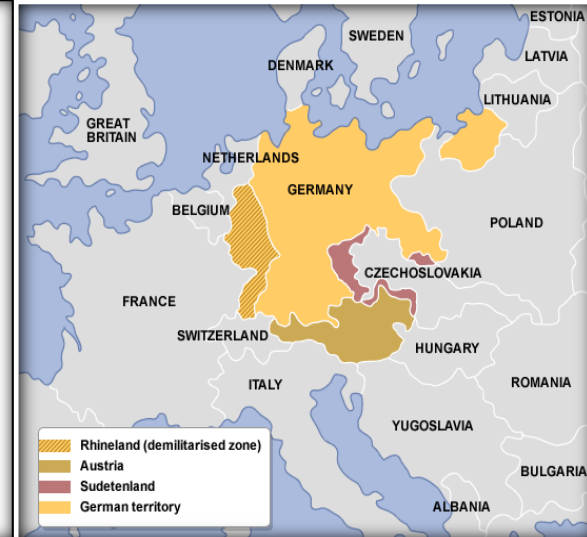 ESTONIA
SWEDEN
LATVIA
DENMARK
LITHUANIA
GREAT
BRITAIN
NETHERLANDS
GERMANY
BELGIUM
POLAND
CZECHOSLOVAKIA
FRANCE
SWITZERLAND
HUNGARY
ITALY
ROMANIA
YUGOSLAVIA
BULGARIA
ALBANIA
Rhineland (demilitarised zone)
Austria
Sudetenland
German territory